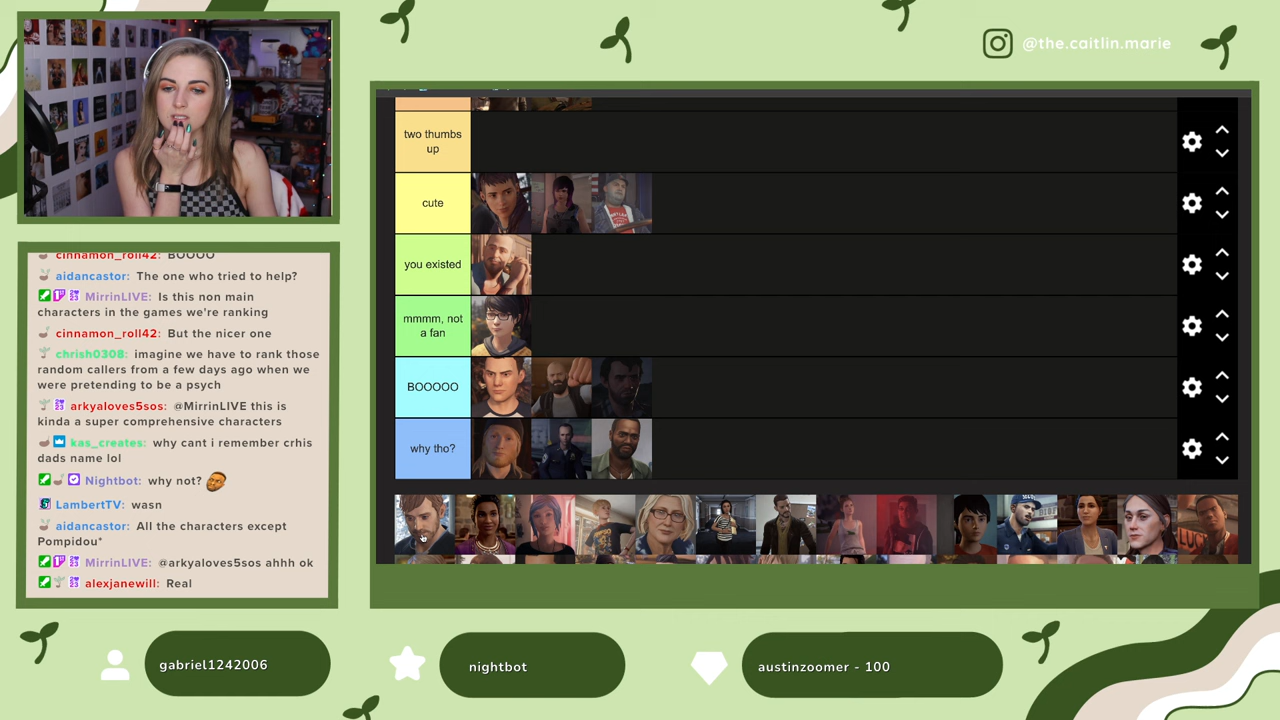 @the.caitlin.marie
cinnamon_roll42: BOOOO
aidancastor: The one who tried to help?
MirrinLIVE: Is this non main
characters in the games we're ranking
cinnamon_roll42: But the nicer one
chrish0308: imagine we have to rank those
random callers from a few days ago when we
were pretending to be a psych
arkyaloves5sos: @MirrinLIVE this is
kinda a super comprehensive characters
kas_creates: why cant i remember crhis
dads name lol
Nightbot: why not?
LambertTV: wasn
aidancastor: All the characters except
Pompidou*
MirrinLIVE: @arkyaloves5sos ahhh ok
alexjanewill: Real
two thumbs
up
cute
you existed
mmmm, not
a fan
BOOOOO
why tho?
gabriel1242006
nightbot
austinzoomer - 100